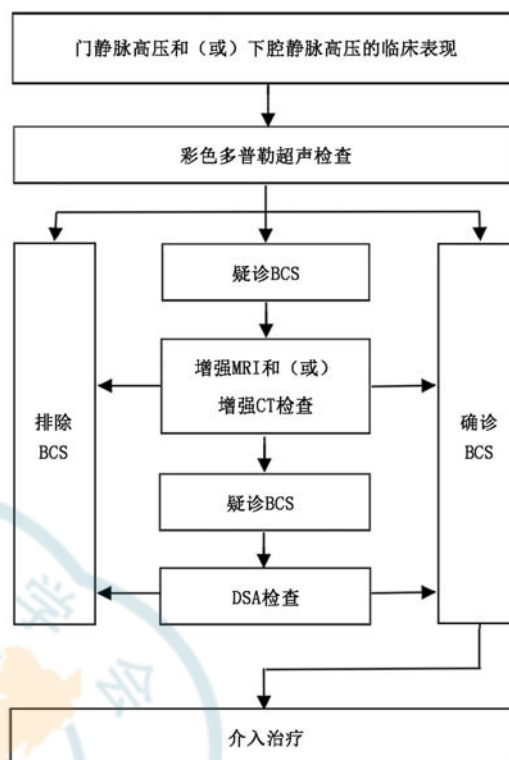 门静脉高压和（或）下腔静脉高压的临床表现
彩色多普勒超声检查
疑诊BCS
增强MRI和（或）
增强CT检查
排除
BCS
确诊
BCS
疑诊BCS
DSA检查
学会
介入治疗